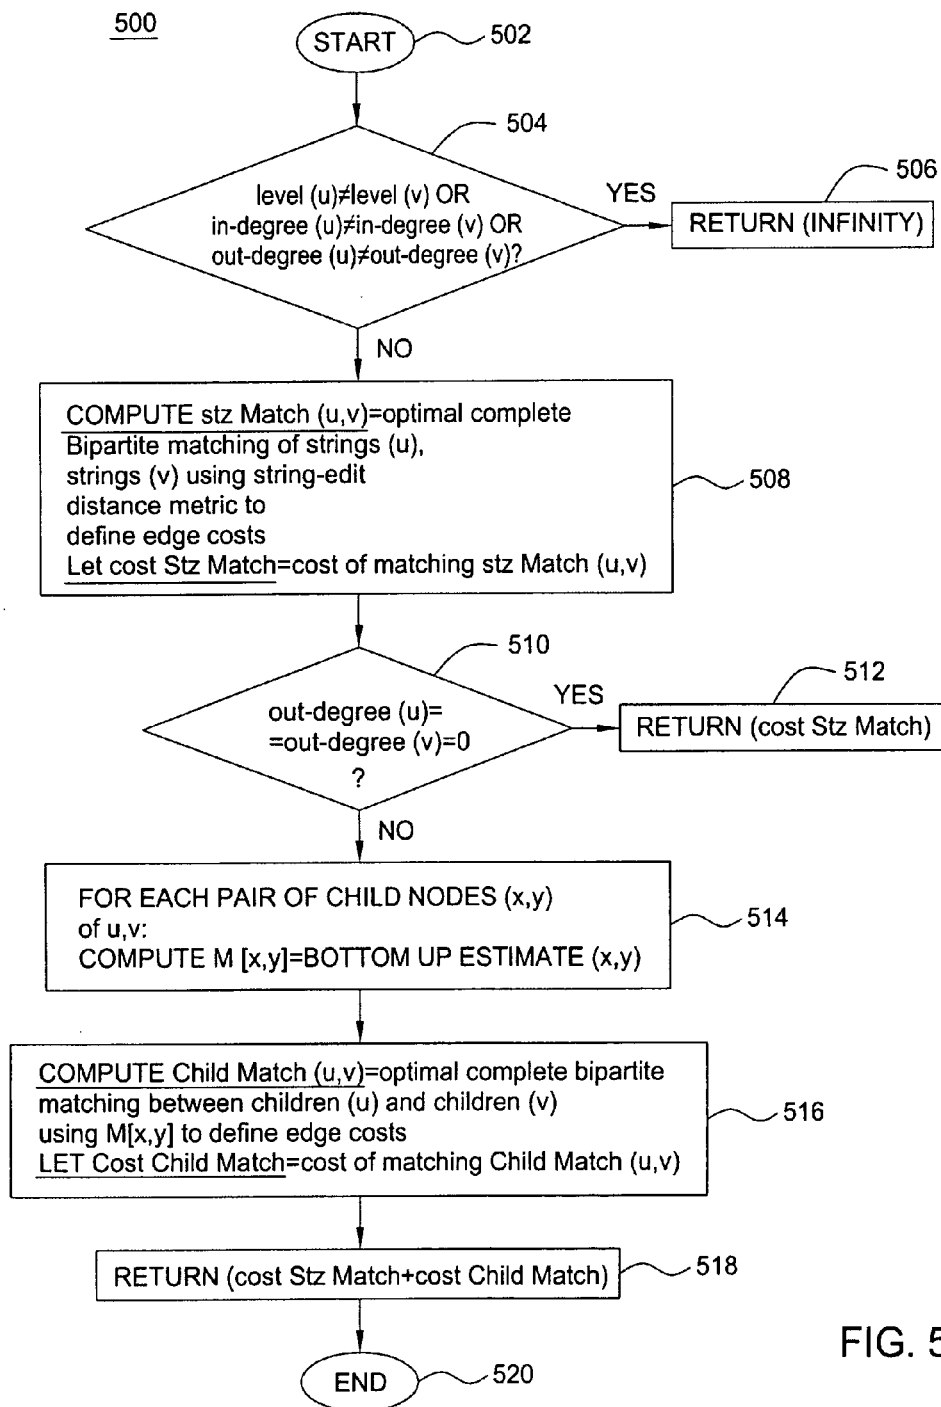 500
START
502
504
level (u)≠level (v) OR
in-degree (u)≠in-degree (v) OR
out-degree (u)≠out-degree (v)?
YES
506
RETURN (INFINITY)
NO
COMPUTE stz Match (u,v)=optimal complete
Bipartite matching of strings (u),
strings (v) using string-edit
distance metric to
define edge costs
Let cost Stz Match=cost of matching stz Match (u,v)
508
510
out-degree (u)=
=out-degree (v)=0
?
YES
512
RETURN (cost Stz Match)
NO
FOR EACH PAIR OF CHILD NODES (x,y)
of u,v:
COMPUTE M [x,y]=BOTTOM UP ESTIMATE (x,y)
514
COMPUTE Child Match (u,v)=optimal complete bipartite
matching between children (u) and children (v)
using M[x,y] to define edge costs
LET Cost Child Match=cost of matching Child Match (u,v)
516
RETURN (cost Stz Match+cost Child Match)
518
END
520
FIG. 5